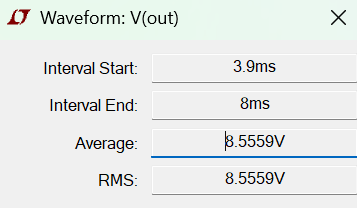 Waveform: V(out)
Interval Start: 3.9ms
Interval End: 8ms
Average: 8.5559V
RMS: 8.5559V